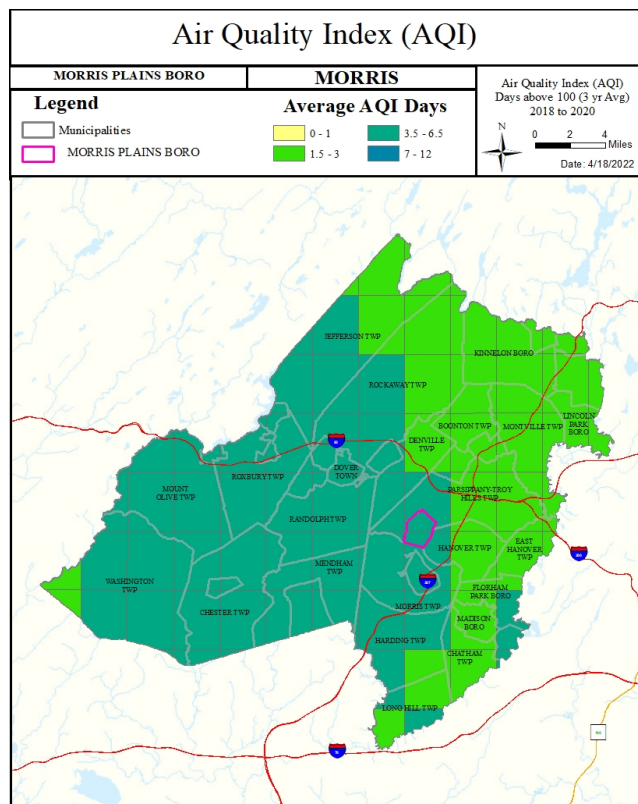 Air Quality Index (AQI)
MORRIS PLAINS BORO
MORRIS
Legend
Municipalities
MORRIS PLAINS BORO
Average AQI Days
0 - 1
1.5 - 3
3.5 - 6.5
7 - 12
Air Quality Index (AQI)
Days above 100 (3 yr Avg)
2018 to 2020
N
0 2 4
Miles
Date: 4/18/2022
JEFFERSON TWP
KINNELON BORO
ROCKAWAY TWP
LINCOLN
PARK
BORO
BOONTON TWP
MONTVILLE TWP
DENVILLE
TWP
DOVER
TOWN
ROXBURY TWP
MOUNT
OLIVE TWP
PARSIPPANY-TROY
HILLS TWP
RANDOLPH TWP
HANOVER TWP
EAST
HANOVER
TWP
MENDHAM
TWP
WASHINGTON
TWP
FLORHAM
PARK BORO
CHESTER TWP
MORRIS TWP
MADISON
BORO
HARDING TWP
CHATHAM
TWP
LONG HILL TWP